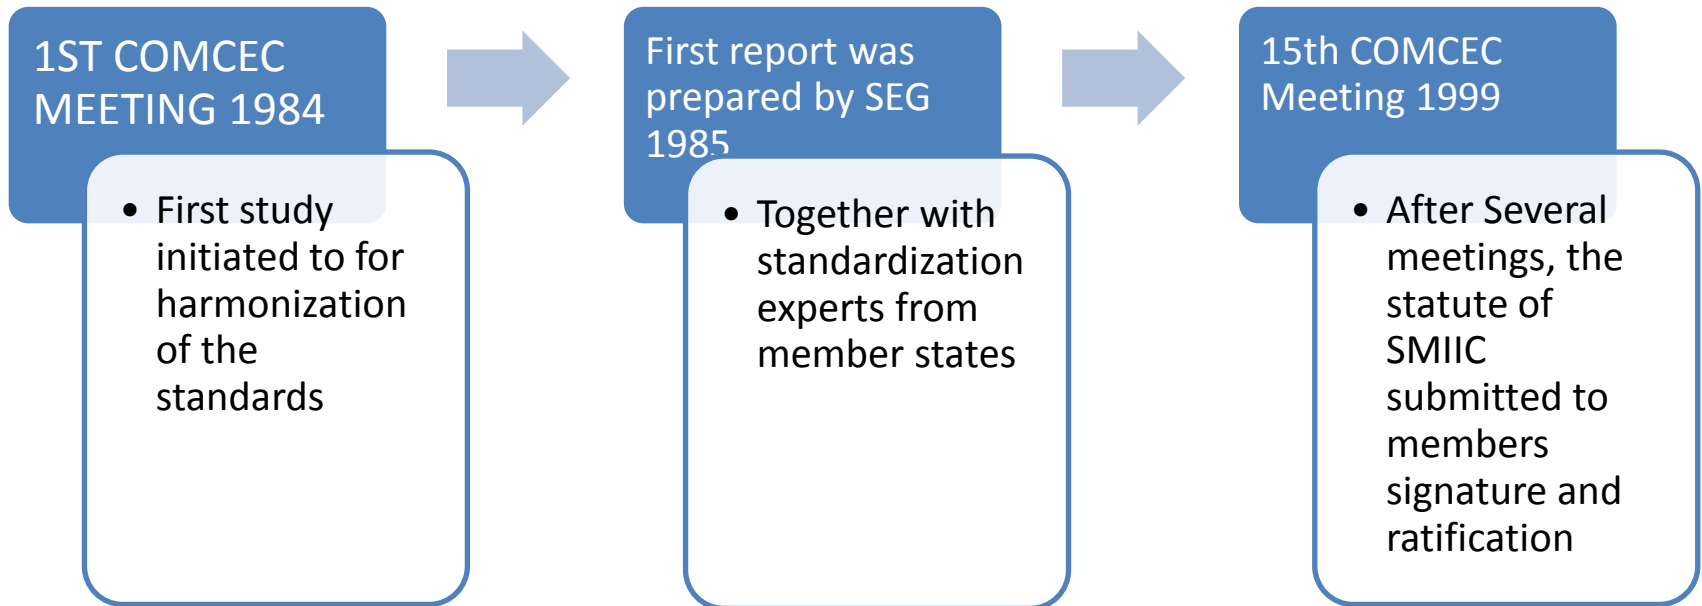 1ST COMCEC
MEETING 1984
• First study
initiated to for
harmonization
of the
standards
First report was
prepared by SEG
1985
• Together with
standardization
experts from
member states
15th COMCEC
Meeting 1999
• After Several
meetings, the
statute of
SMIIC
submitted to
members
signature and
ratification